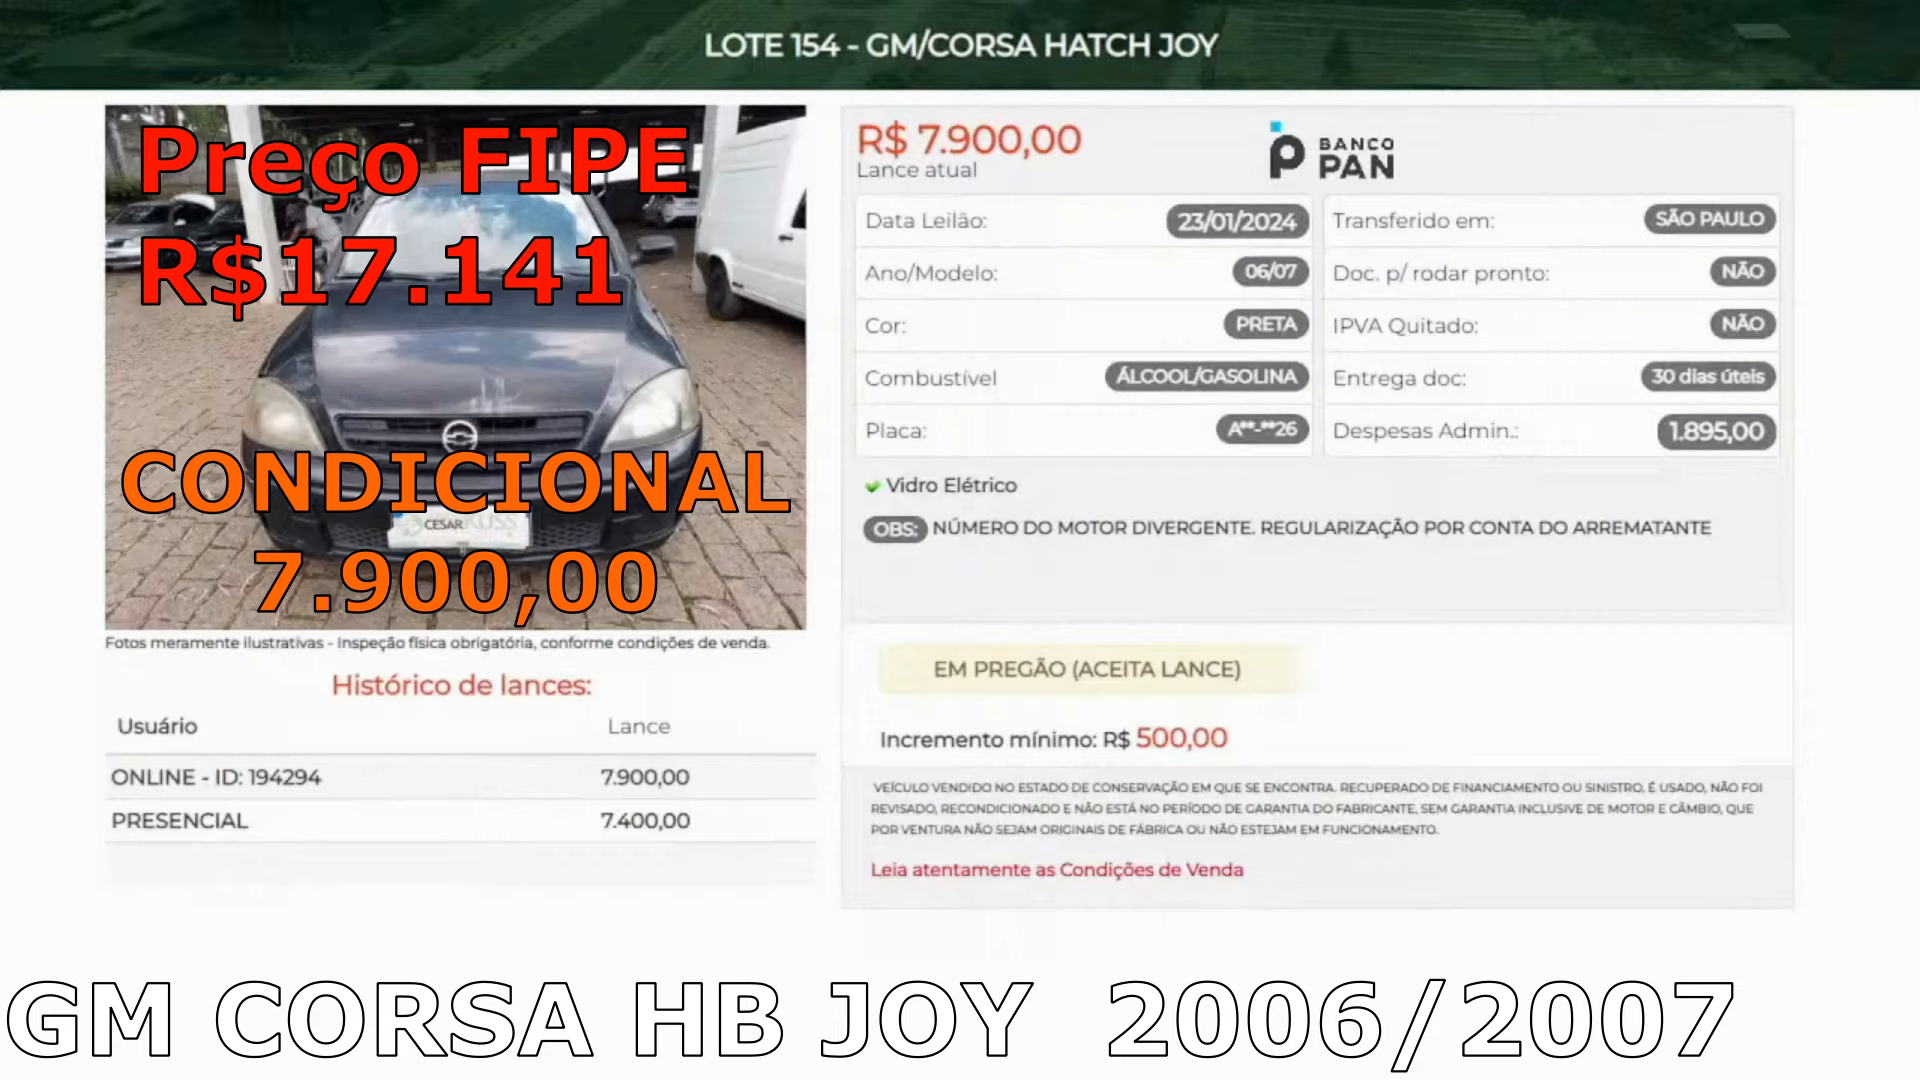 LOTE 154 - GM/CORSA HATCH JOY
Preço FIPE
R$17.141
CONDICIONAL
7.900,00
CESAR
Fotos meramente ilustrativas - Inspeção física obrigatória, conforme condições de venda.
Histórico de lances:
Usuário Lance
ONLINE - ID: 194294 7.900,00
PRESENCIAL 7.400,00
R$ 7.900,00
Lance atual
BANCO
PAN
Data Leilão: 23/01/2024
Ano/Modelo: 06/07
Cor: PRETA
Combustível ÁLCOOL/GASOLINA
Placa: A**-**26
Transferido em: SÃO PAULO
Doc. p/ rodar pronto: NÃO
IPVA Quitado: NÃO
Entrega doc: 30 dias úteis
Despesas Admin.: 1.895,00
Vidro Elétrico
OBS: NÚMERO DO MOTOR DIVERGENTE. REGULARIZAÇÃO POR CONTA DO ARREMATANTE
EM PREGÃO (ACEITA LANCE)
Incremento mínimo: R$ 500,00
VEÍCULO VENDIDO NO ESTADO DE CONSERVAÇÃO EM QUE SE ENCONTRA. RECUPERADO DE FINANCIAMENTO OU SINISTRO, É USADO, NÃO FOI
REVISADO, RECONDICIONADO E NÃO ESTÁ NO PERÍODO DE GARANTIA DO FABRICANTE, SEM GARANTIA INCLUSIVE DE MOTOR E CÂMBIO, QUE
POR VENTURA NÃO SEJAM ORIGINAIS DE FÁBRICA OU NÃO ESTEJAM EM FUNCIONAMENTO.
Leia atentamente as Condições de Venda
GM CORSA HB JOY 2006/2007